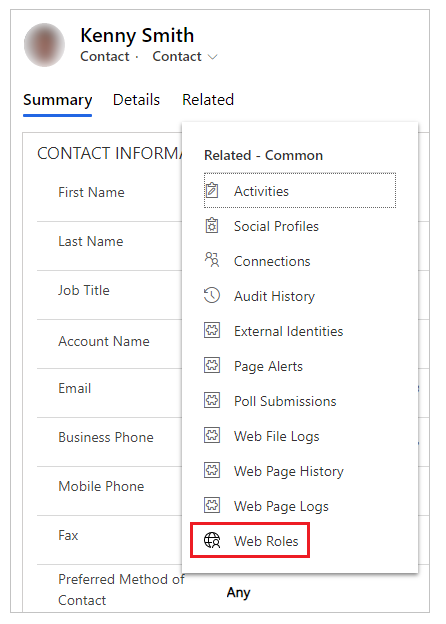 Kenny Smith
Contact · Contact
Summary Details Related
CONTACT INFORMA
Related - Common
First Name
Activities
Social Profiles
Last Name
Connections
Job Title
Audit History
Account Name
External Identities
Page Alerts
Email
Poll Submissions
Business Phone
Web File Logs
Web Page History
Mobile Phone
Web Page Logs
Fax
Web Roles
Preferred Method of
Contact
Any